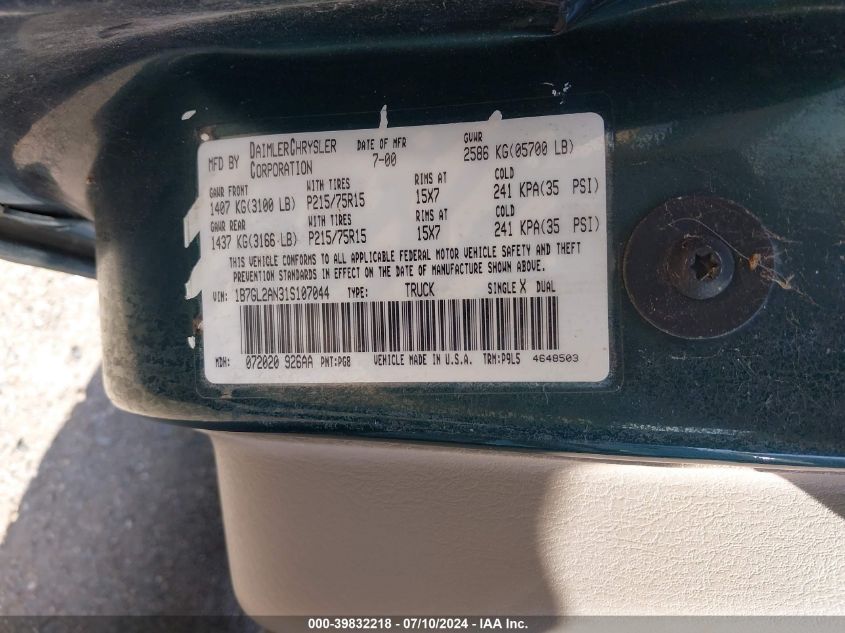 MFD BY DAIMLERCHRYSLER CORPORATION DATE OF MFR 7-00 GVWR 2586 KG(05700 LB)
GAWR FRONT WITH TIRES RIMS AT COLD
1407 KG(3100 LB) P215/75R15 15X7 241 KPA(35 PSI)
GAWR REAR WITH TIRES RIMS AT COLD
1437 KG(3166 LB) P215/75R15 15X7 241 KPA(35 PSI)
THIS VEHICLE CONFORMS TO ALL APPLICABLE FEDERAL MOTOR VEHICLE SAFETY AND THEFT
PREVENTION STANDARDS IN EFFECT ON THE DATE OF MANUFACTURE SHOWN ABOVE.
VIN: 1B7GL2AN31S107044 TYPE: TRUCK SINGLE X DUAL
MDH: 072020 926AA PNT:PG8 VEHICLE MADE IN U.S.A. TRM:P9L5 4648503
000-39832218 - 07/10/2024 - IAA Inc.